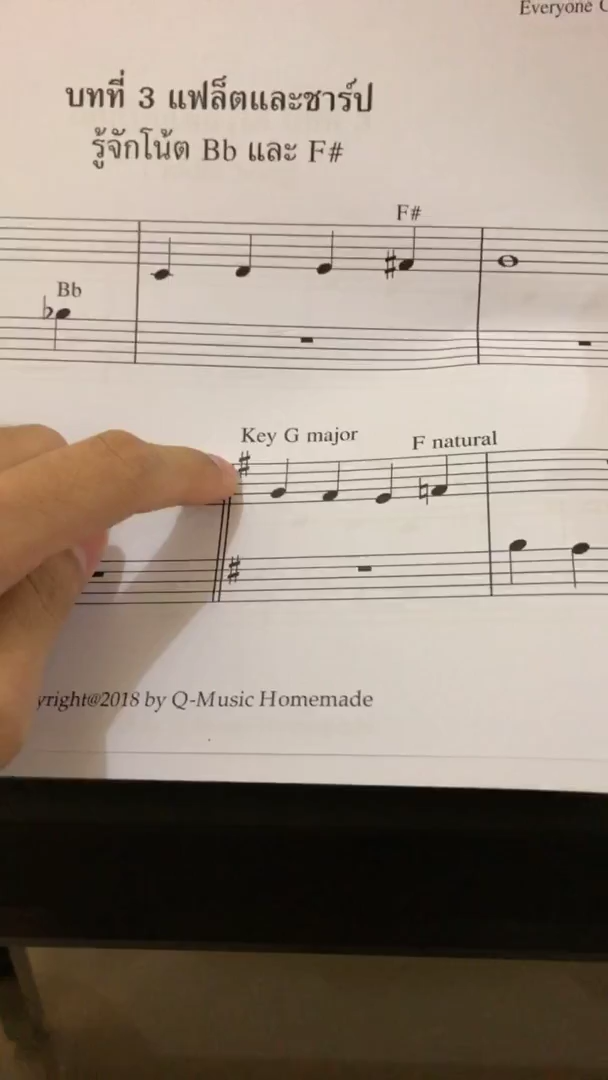 Everyone
บทที่ 3 แฟล็ตและชาร์ป
รู้จักโน้ต Bb และ F#
F#
Bb
Key G major
F natural
yright@2018 by Q-Music Homemade